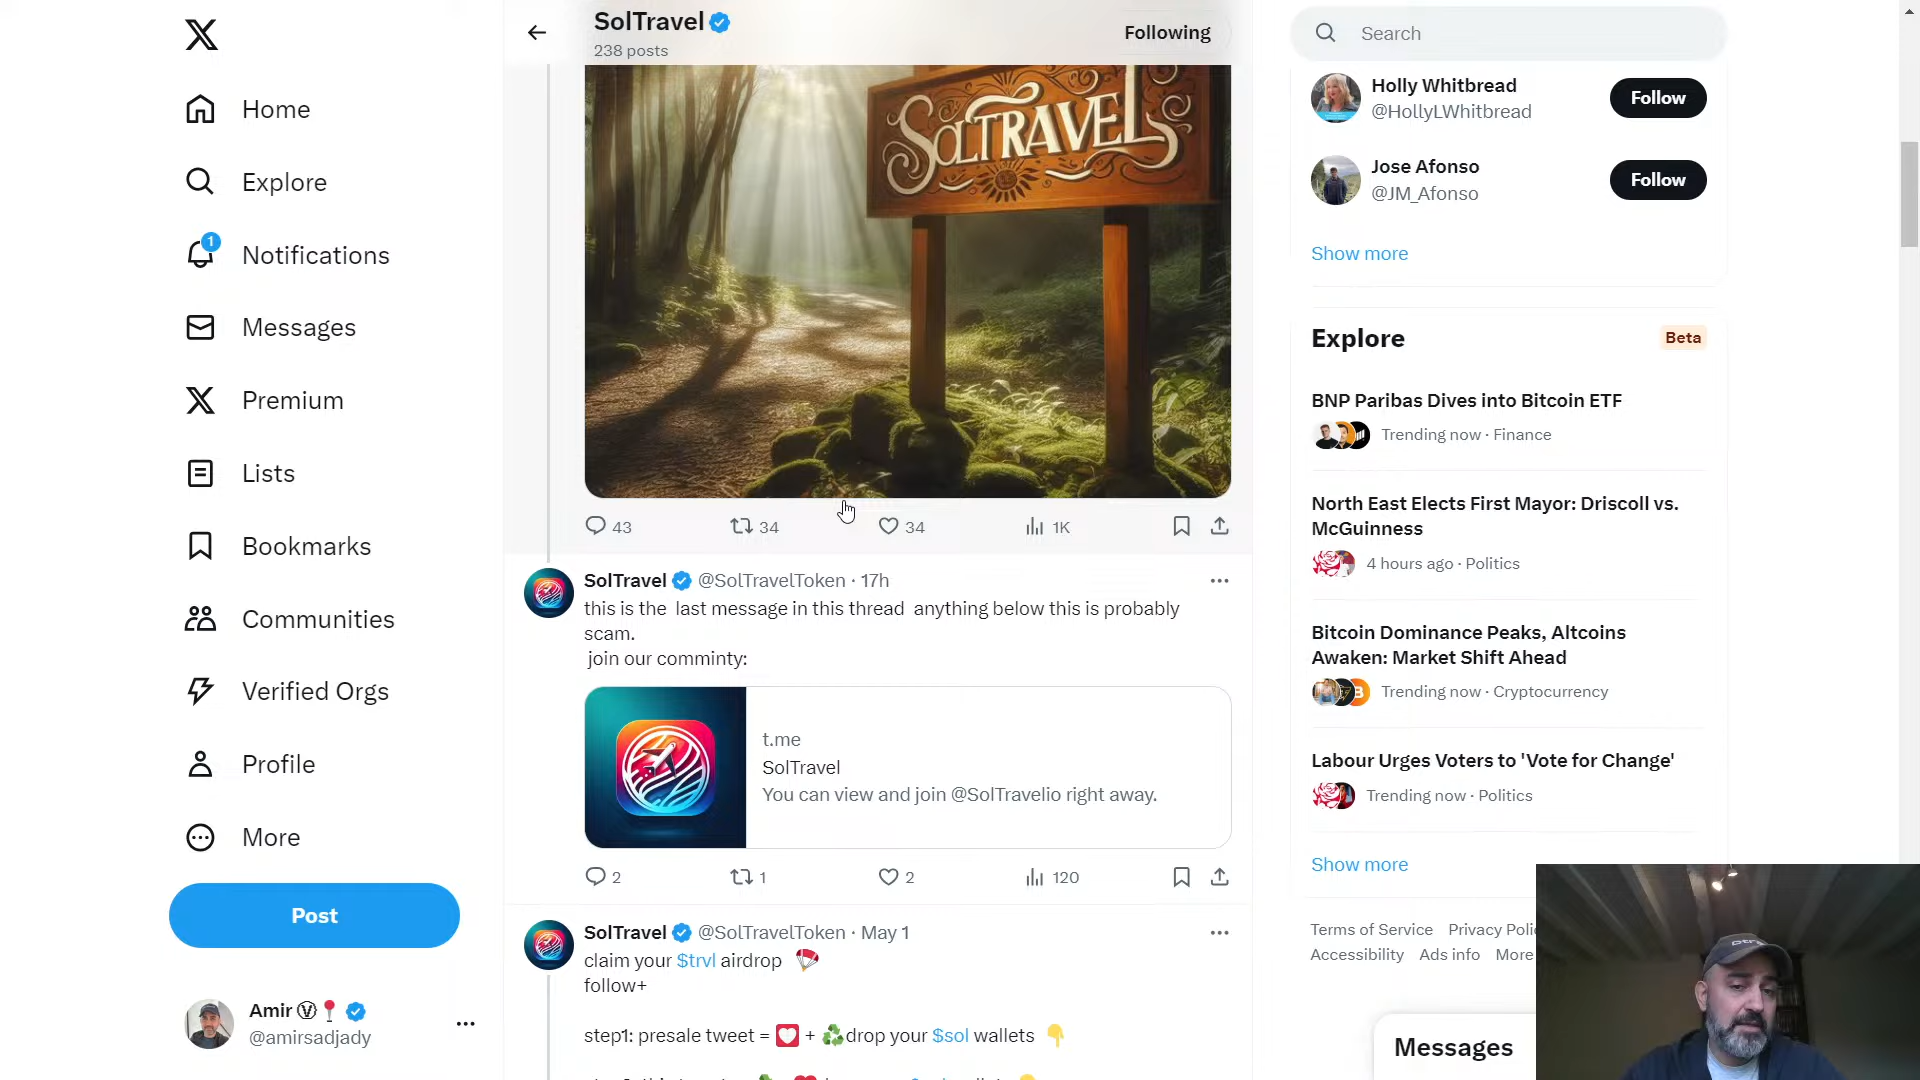 Home
Explore
1
Notifications
Messages
Premium
Lists
Bookmarks
Communities
Verified Orgs
Profile
More
Post
Amir Ⓥ📍
@amirsadjady
SolTravel
238 posts
Following
SOLTRAVEL
43
34
34
1K
SolTravel @SolTravelToken · 17h
this is the last message in this thread anything below this is probably
scam.
join our comminty:
t.me
SolTravel
You can view and join @SolTravelio right away.
2
1
2
120
SolTravel @SolTravelToken · May 1
claim your $trvl airdrop 🪂
follow+
step1: presale tweet = 💟 + ♻️drop your $sol wallets 👇
Search
Holly Whitbread
@HollyLWhitbread
Follow
Jose Afonso
@JM_Afonso
Follow
Show more
Explore
Beta
BNP Paribas Dives into Bitcoin ETF
Trending now · Finance
North East Elects First Mayor: Driscoll vs.
McGuinness
4 hours ago · Politics
Bitcoin Dominance Peaks, Altcoins
Awaken: Market Shift Ahead
Trending now · Cryptocurrency
Labour Urges Voters to 'Vote for Change'
Trending now · Politics
Show more
Terms of Service Privacy
Accessibility Ads info More
Messages